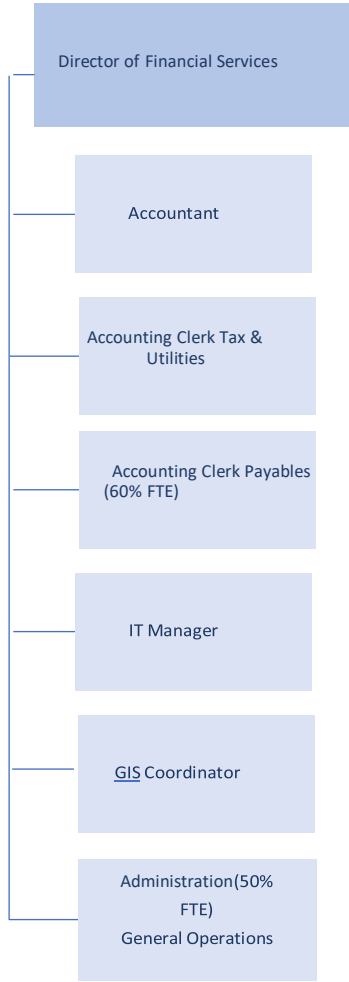 Director of Financial Services
Accountant
Accounting Clerk Tax &
Utilities
Accounting Clerk Payables
(60% FTE)
IT Manager
GIS Coordinator
Administration(50%
FTE)
General Operations